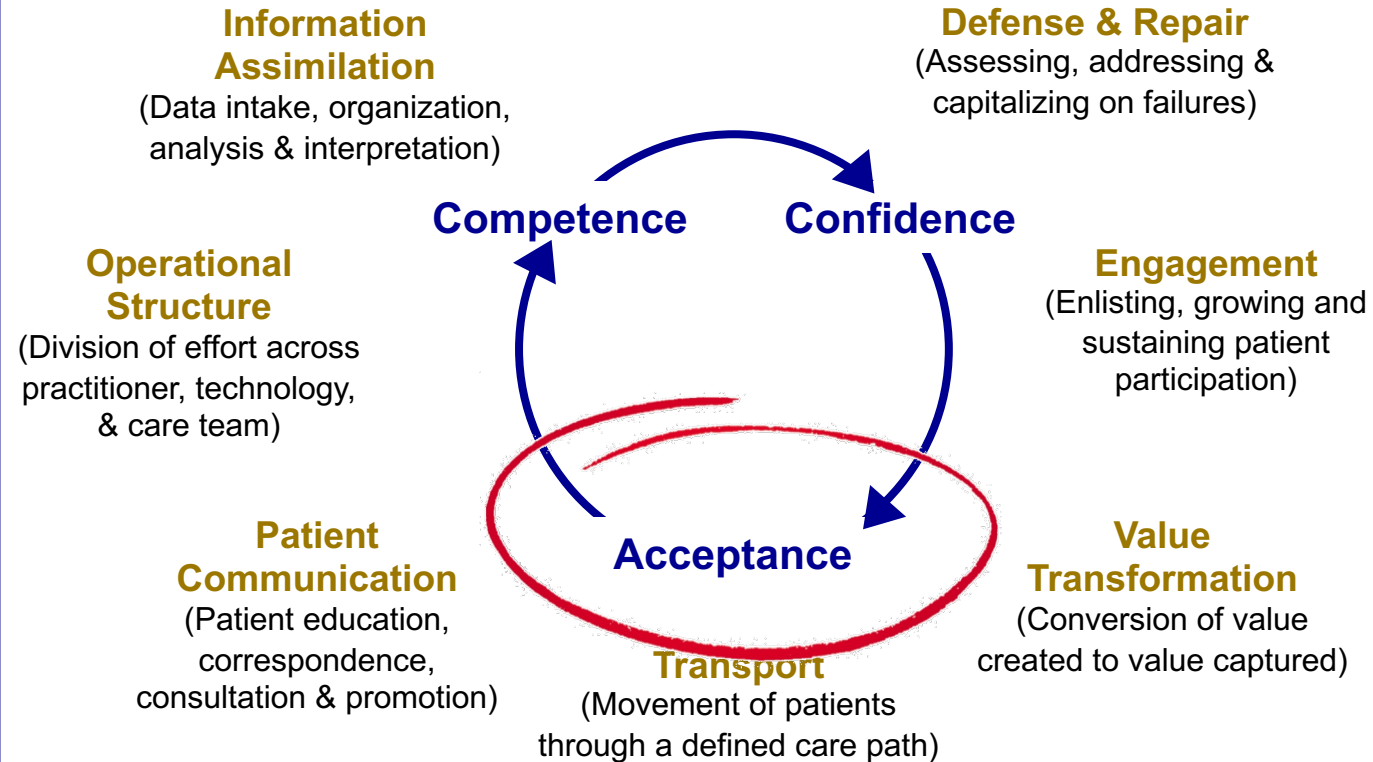 Information
Assimilation
(Data intake, organization,
analysis & interpretation)
Defense & Repair
(Assessing, addressing &
capitalizing on failures)
Competence
Confidence
Operational
Structure
(Division of effort across
practitioner, technology,
& care team)
Engagement
(Enlisting, growing and
sustaining patient
participation)
Acceptance
Patient
Communication
(Patient education,
correspondence,
consultation & promotion)
Transport
(Movement of patients
through a defined care path)
Value
Transformation
(Conversion of value
created to value captured)